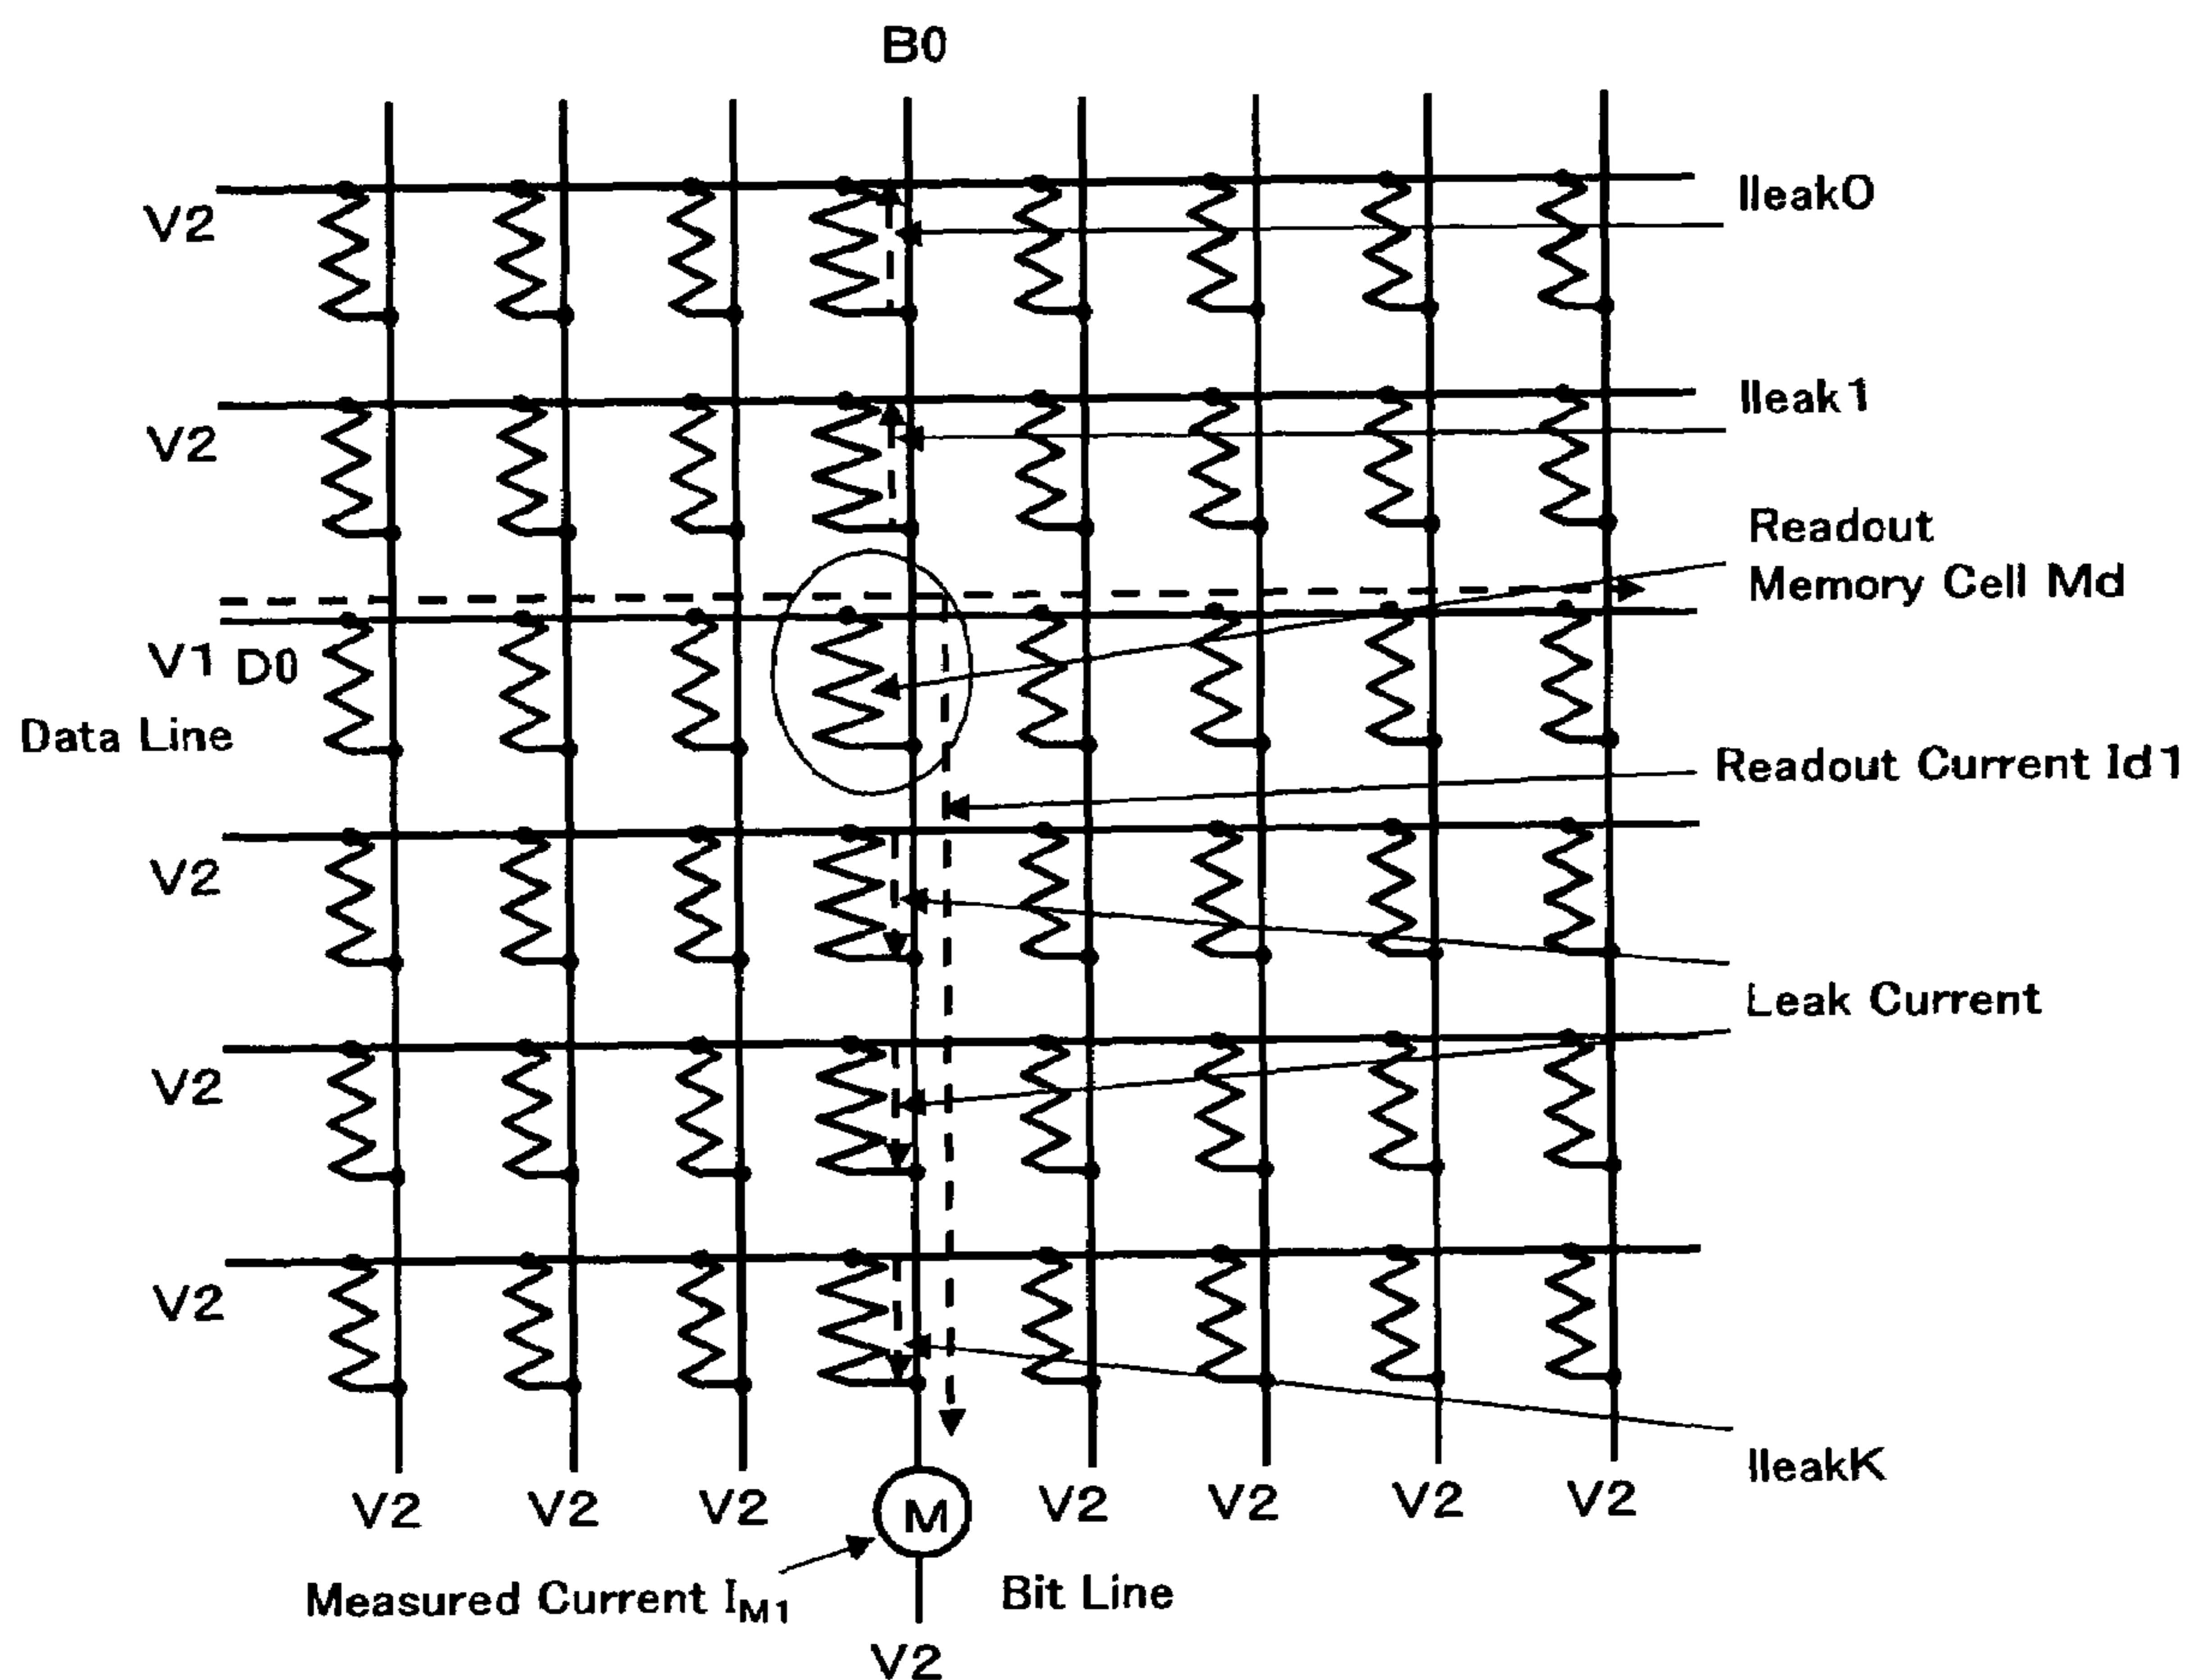 B0
V2
IleakO
V2
Ileak1
Readout
Memory Cell Md
V1 D0
Data Line
Readout Current Id1
V2
Leak Current
V2
V2
IleakK
V2 V2 V2 M V2 V2 V2 V2
Measured Current IM1
Bit Line
V2